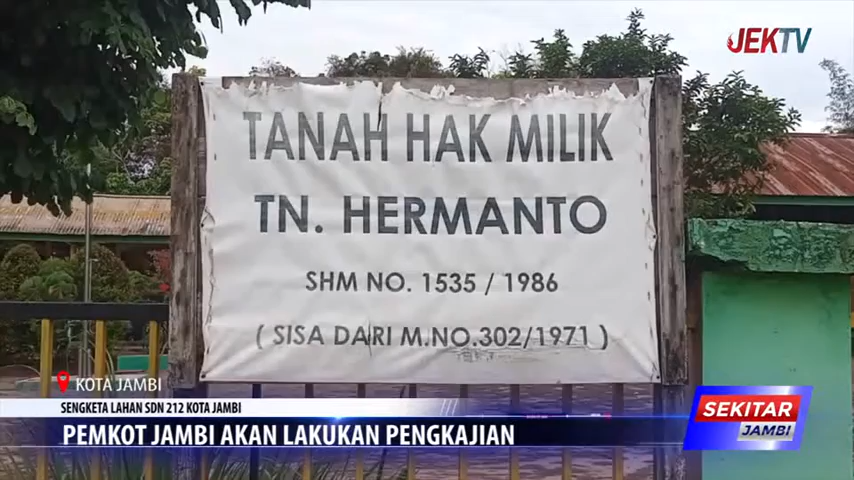 JEKTV
TANAH HAK MILIK
TN. HERMANTO
SHM NO. 1535 / 1986
( SISA DARI M.NO.302/1971 )
KOTA JAMBI
SENGKETA LAHAN SDN 212 KOTA JAMBI
PEMKOT JAMBI AKAN LAKUKAN PENGKAJIAN
SEKITAR
JAMBI